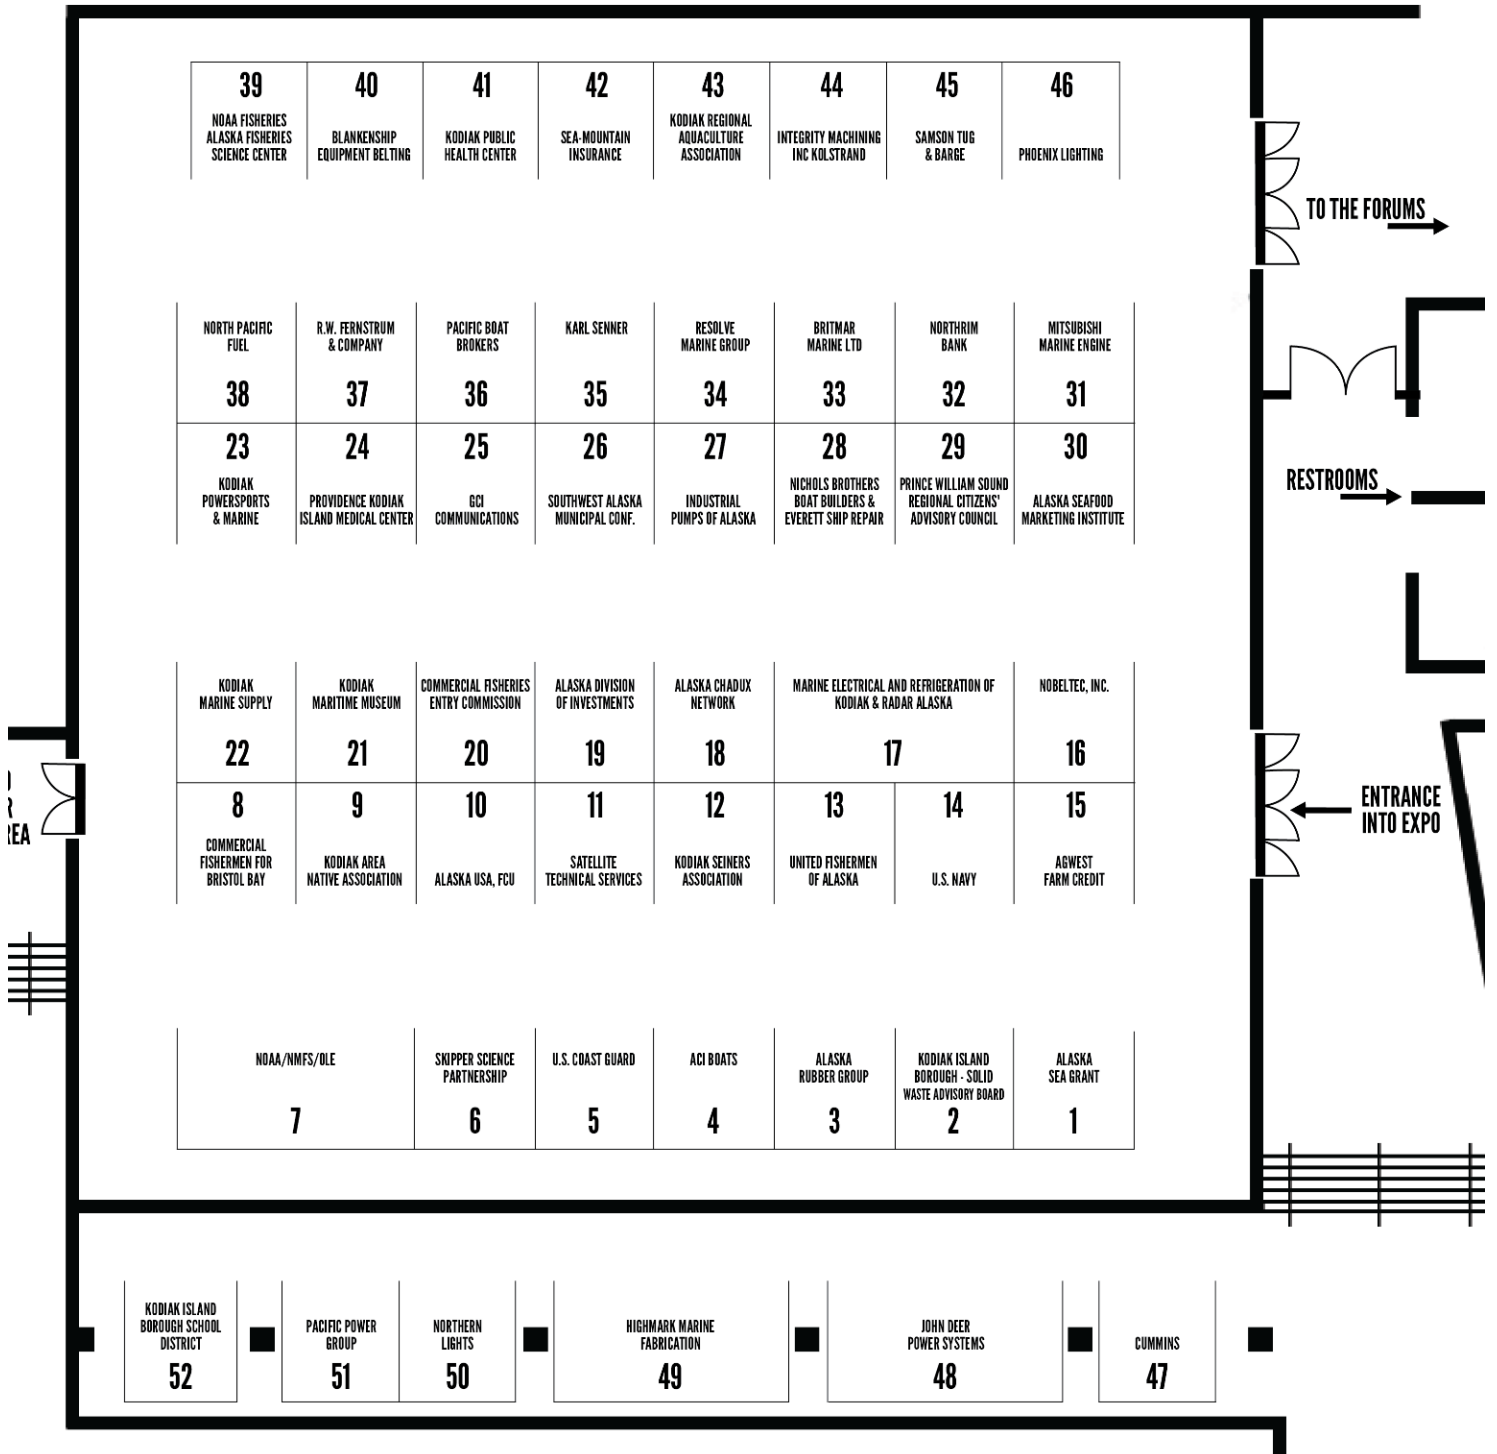 39
NOAA FISHERIES
ALASKA FISHERIES
SCIENCE CENTER
40
BLANKENSHIP
EQUIPMENT BELTING
41
KODIAK PUBLIC
HEALTH CENTER
42
SEA-MOUNTAIN
INSURANCE
43
KODIAK REGIONAL
AQUACULTURE
ASSOCIATION
44
INTEGRITY MACHINING
INC KOLSTRAND
45
SAMSON TUG
& BARGE
46
PHOENIX LIGHTING
TO THE FORUMS
NORTH PACIFIC
FUEL
38
R.W. FERNSTRUM
& COMPANY
37
PACIFIC BOAT
BROKERS
36
KARL SENNER
35
RESOLVE
MARINE GROUP
34
BRITMAR
MARINE LTD
33
NORTHRIM
BANK
32
MITSUBISHI
MARINE ENGINE
31
23
KODIAK
POWERSPORTS
& MARINE
24
PROVIDENCE KODIAK
ISLAND MEDICAL CENTER
25
GCI
COMMUNICATIONS
26
SOUTHWEST ALASKA
MUNICIPAL CONF.
27
INDUSTRIAL
PUMPS OF ALASKA
28
NICHOLS BROTHERS
BOAT BUILDERS &
EVERETT SHIP REPAIR
29
PRINCE WILLIAM SOUND
REGIONAL CITIZENS'
ADVISORY COUNCIL
30
ALASKA SEAFOOD
MARKETING INSTITUTE
RESTROOMS
KODIAK
MARINE SUPPLY
22
KODIAK
MARITIME MUSEUM
21
COMMERCIAL FISHERIES
ENTRY COMMISSION
20
ALASKA DIVISION
OF INVESTMENTS
19
ALASKA CHADUX
NETWORK
18
MARINE ELECTRICAL AND REFRIGERATION OF
KODIAK & RADAR ALASKA
17
NOBELTEC, INC.
16
8
COMMERCIAL
FISHERMEN FOR
BRISTOL BAY
9
KODIAK AREA
NATIVE ASSOCIATION
10
ALASKA USA, FCU
11
SATELLITE
TECHNICAL SERVICES
12
KODIAK SEINERS
ASSOCIATION
13
UNITED FISHERMEN
OF ALASKA
14
U.S. NAVY
15
AGWEST
FARM CREDIT
ENTRANCE
INTO EXPO
NOAA/NMFS/OLE
7
SKIPPER SCIENCE
PARTNERSHIP
6
U.S. COAST GUARD
5
ACI BOATS
4
ALASKA
RUBBER GROUP
3
KODIAK ISLAND
BOROUGH - SOLID
WASTE ADVISORY BOARD
2
ALASKA
SEA GRANT
1
KODIAK ISLAND
BOROUGH SCHOOL
DISTRICT
52
PACIFIC POWER
GROUP
51
NORTHERN
LIGHTS
50
HIGHMARK MARINE
FABRICATION
49
JOHN DEER
POWER SYSTEMS
48
CUMMINS
47